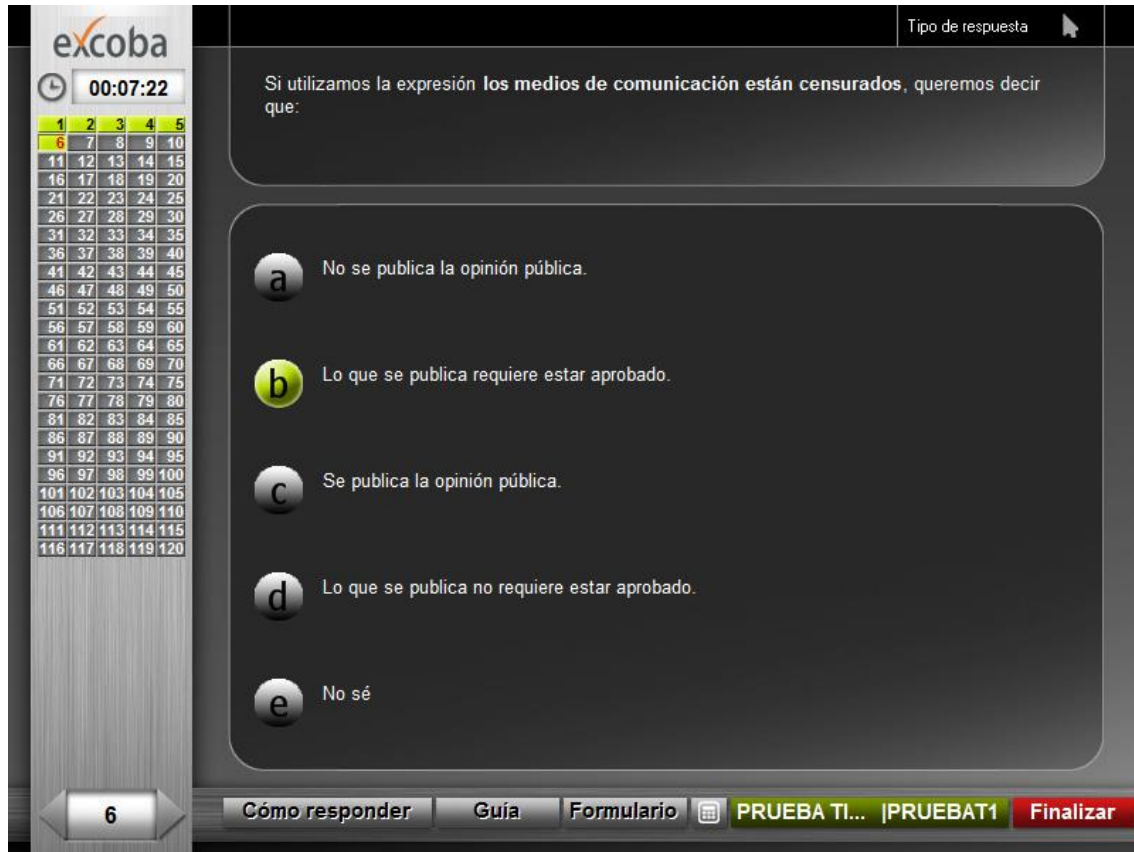 excoba
Tipo de respuesta
00:07:22
Si utilizamos la expresión los medios de comunicación están censurados, queremos decir
que:
1 2 3 4 5
6 7 8 9 10
11 12 13 14 15
16 17 18 19 20
21 22 23 24 25
26 27 28 29 30
31 32 33 34 35
36 37 38 39 40
41 42 43 44 45
46 47 48 49 50
51 52 53 54 55
56 57 58 59 60
61 62 63 64 65
66 67 68 69 70
71 72 73 74 75
76 77 78 79 80
81 82 83 84 85
86 87 88 89 90
91 92 93 94 95
96 97 98 99 100
101 102 103 104 105
106 107 108 109 110
111 112 113 114 115
116 117 118 119 120
a No se publica la opinión pública.
b Lo que se publica requiere estar aprobado.
c Se publica la opinión pública.
d Lo que se publica no requiere estar aprobado.
e No sé
6 Cómo responder Guía Formulario PRUEBA TI... |PRUEBAT1 Finalizar